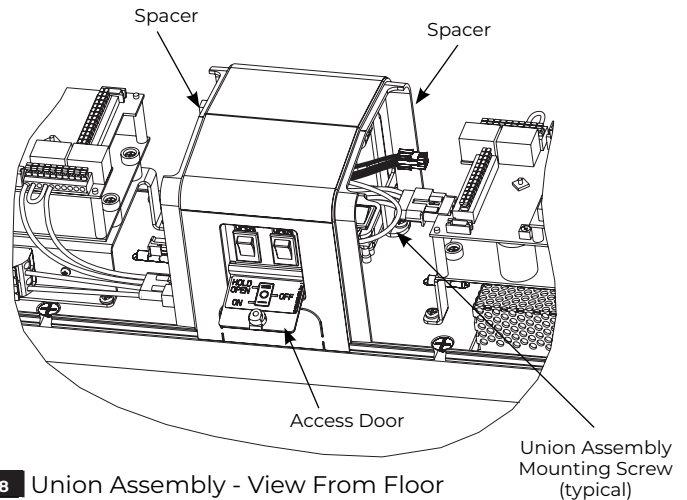 Spacer
Spacer
HOLD
OPEN
OFF
ON
Access Door
Union Assembly
Mounting Screw
(typical)
8 Union Assembly - View From Floor